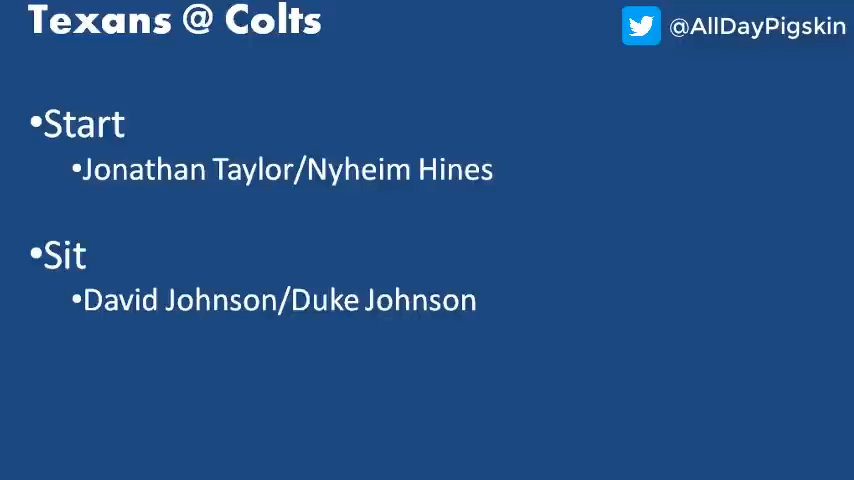 Texans @ Colts
@AllDayPigskin
•Start
•Jonathan Taylor/Nyheim Hines
•Sit
•David Johnson/Duke Johnson